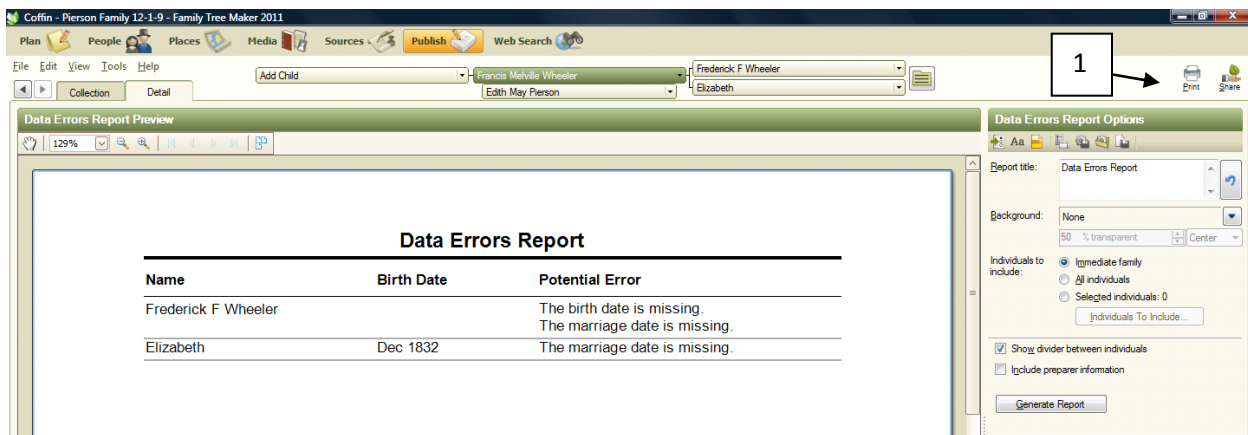 Coffin - Pierson Family 12-1-9 - Family Tree Maker 2011
Plan People Places Media Sources Publish Web Search
File Edit View Tools Help
Add Child
Francis Melville Wheeler
Edith May Pierson
Frederick F Wheeler
Elizabeth
1
Print Share
Collection Detail
Data Errors Report Preview
129%
Data Errors Report
Name Birth Date Potential Error
Frederick F Wheeler The birth date is missing.
The marriage date is missing.
Elizabeth Dec 1832 The marriage date is missing.
Data Errors Report Options
Aa
Report title: Data Errors Report
Background: None
50 % transparent Center
Individuals to
include:
Immediate family
All individuals
Selected individuals: 0
Individuals To Include...
Show divider between individuals
Include preparer information
Generate Report